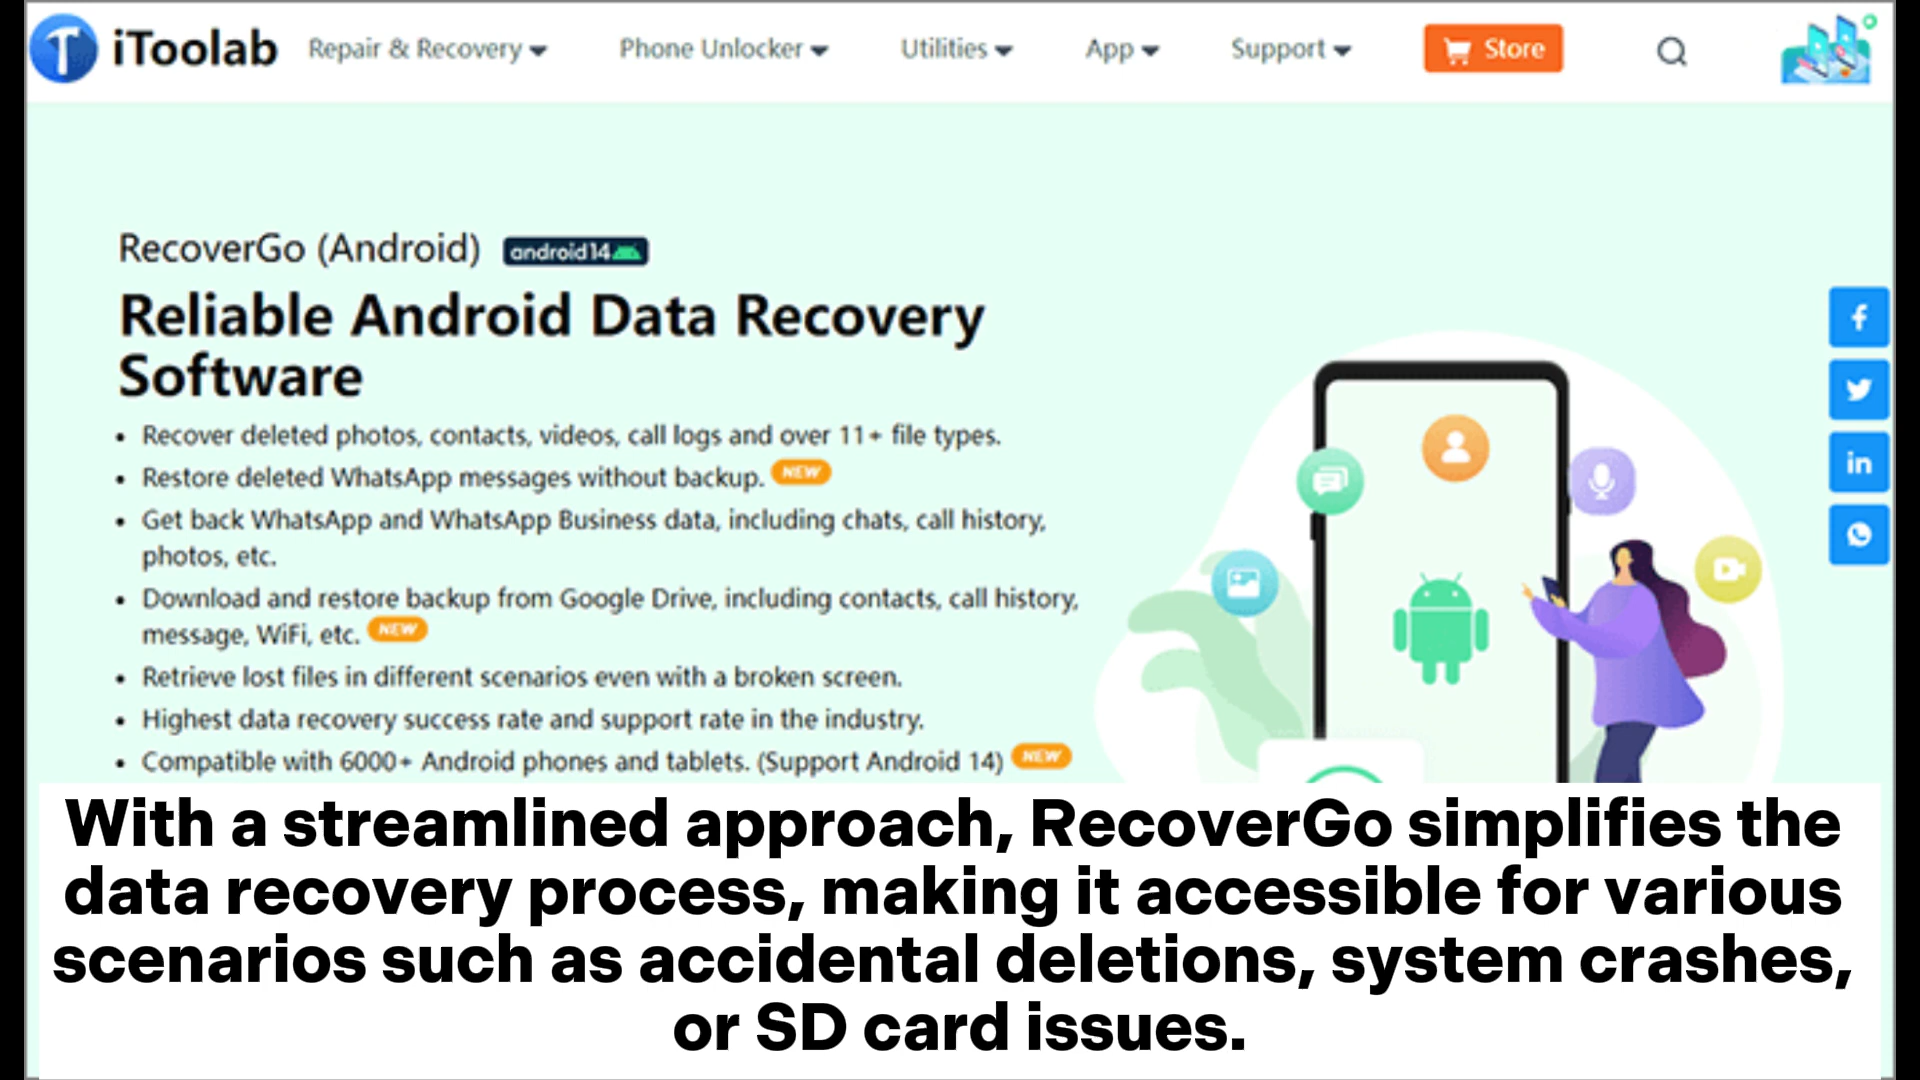 iToolab
Repair & Recovery
Phone Unlocker
Utilities
App
Support
Store
RecoverGo (Android)
android14
Reliable Android Data Recovery
Software
• Recover deleted photos, contacts, videos, call logs and over 11+ file types.
• Restore deleted WhatsApp messages without backup. NEW
• Get back WhatsApp and WhatsApp Business data, including chats, call history,
photos, etc.
• Download and restore backup from Google Drive, including contacts, call history,
message, WiFi, etc. NEW
• Retrieve lost files in different scenarios even with a broken screen.
• Highest data recovery success rate and support rate in the industry.
• Compatible with 6000+ Android phones and tablets. (Support Android 14) NEW
With a streamlined approach, RecoverGo simplifies the
data recovery process, making it accessible for various
scenarios such as accidental deletions, system crashes,
or SD card issues.